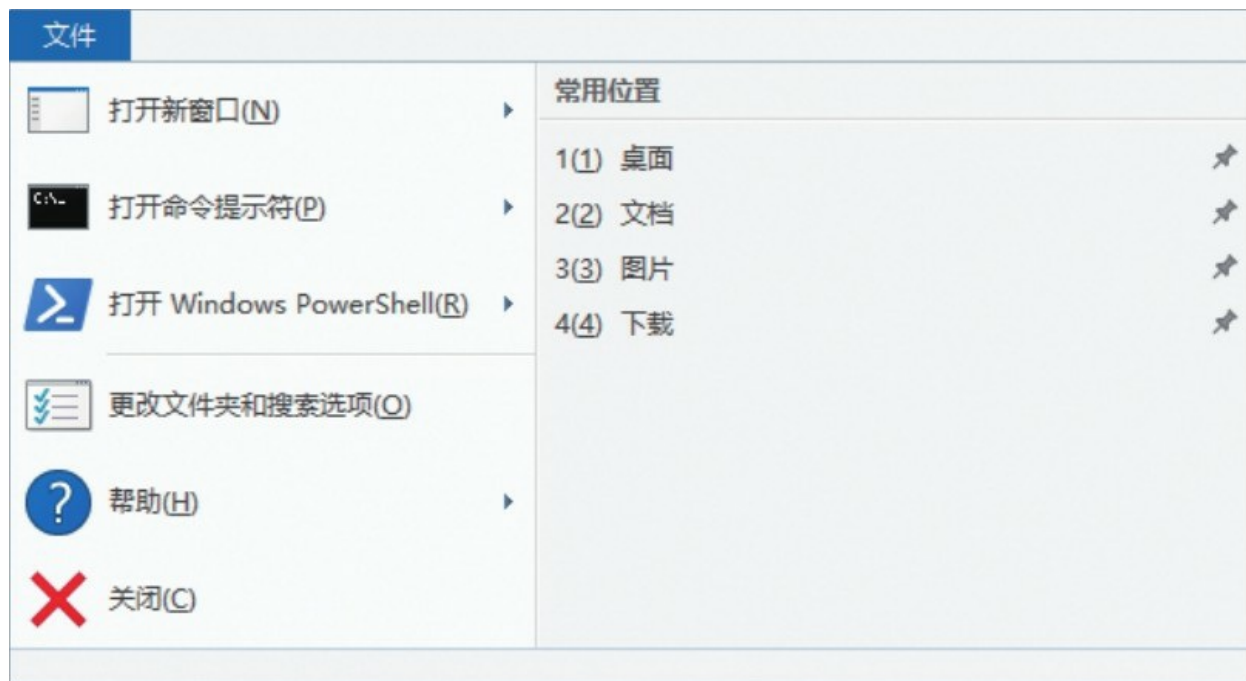 文件
打开新窗口(N)
打开命令提示符(P)
C:\_
打开 Windows PowerShell(R)
更改文件夹和搜索选项(O)
帮助(H)
关闭(C)
常用位置
1(1) 桌面
2(2) 文档
3(3) 图片
4(4) 下载